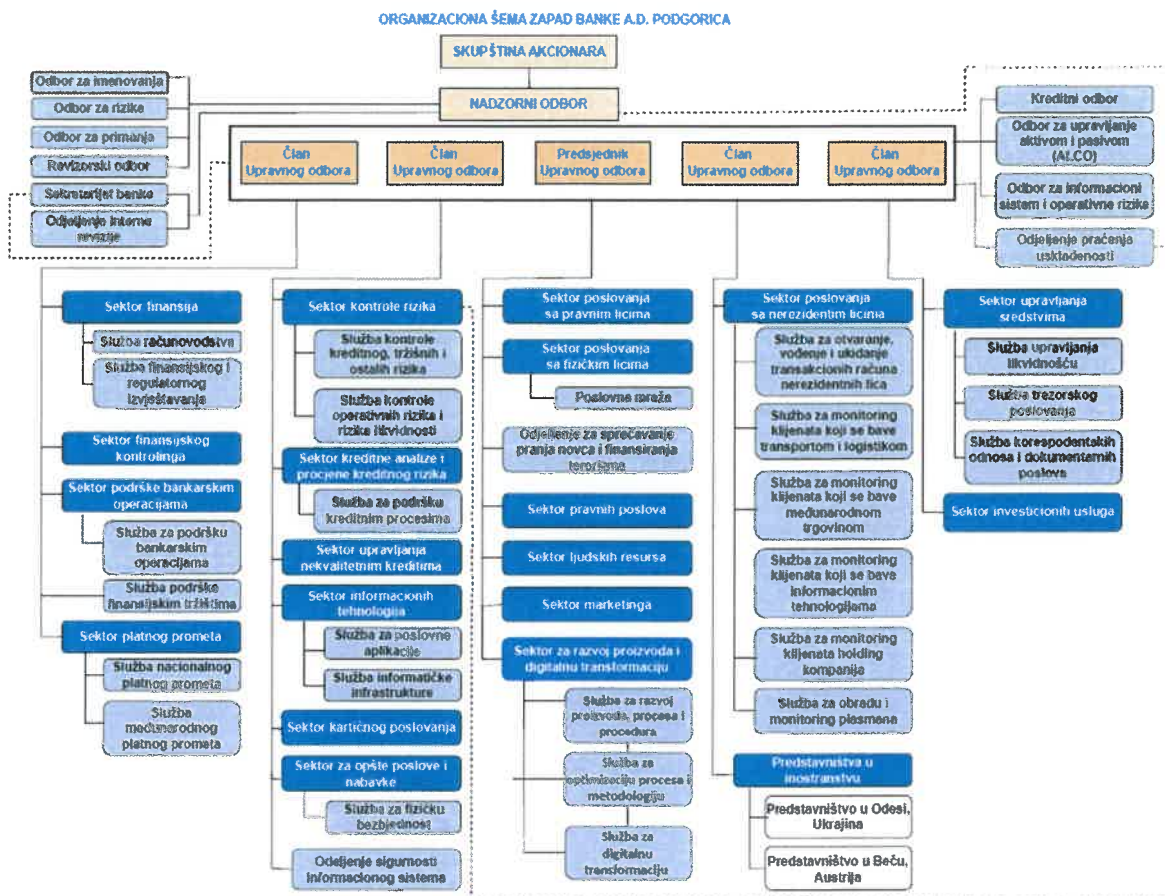 ORGANIZACIONA ŠEMA ZAPAD BANKE A.D. PODGORICA
SKUPŠTINA AKCIONARA
NADZORNI ODBOR
Odbor za imenovanja
Odbor za rizike
Odbor za primanja
Revizorski odbor
Sekretarijat banke
Odjeljenje interne
revizije
Član
Upravnog odbora
Član
Upravnog odbora
Predsjednik
Upravnog odbora
Član
Upravnog odbora
Član
Upravnog odbora
Kreditni odbor
Odbor za upravljanje
aktivom i pasivom
(ALCO)
Odbor za informacioni
sistem i operativne rizike
Odjeljenje praćenja
usklađenosti
Sektor finansija
Služba računovodstva
Služba finansijskog i
regulatornog
izvještavanja
Sektor finansijskog
kontrolinga
Sektor podrške bankarskim
operacijama
Služba za podršku
bankarskim
operacijama
Služba podrške
finansijskim tržištima
Sektor platnog prometa
Služba nacionalnog
platnog prometa
Služba
međunarodnog
platnog prometa
Sektor kontrole rizika
Služba kontrole
kreditnog, tržišnih i
ostalih rizika
Služba kontrole
operativnih rizika i
rizika likvidnosti
Sektor kreditne analize i
procjene kreditnog rizika
Služba za podršku
kreditnim procesima
Sektor upravljanja
nekvalitetnim kreditima
Sektor informacionih
tehnologija
Služba za poslovne
aplikacije
Služba informatičke
infrastrukture
Sektor kartičnog poslovanja
Sektor za opšte poslove i
nabavke
Služba za fizičku
bezbjednost
Odeljenje sigurnosti
informacionog sistema
Sektor poslovanja
sa pravnim licima
Sektor poslovanja
sa fizičkim licima
Poslovna mreža
Odjeljenje za sprečavanje
pranja novca i finansiranja
terorizma
Sektor pravnih poslova
Sektor ljudskih resursa
Sektor marketinga
Sektor za razvoj proizvoda i
digitalnu transformaciju
Služba za razvoj
proizvoda, procesa i
procedura
Služba za
optimizaciju procesa i
metodologiju
Služba za
digitalnu
transformaciju
Sektor poslovanja
sa nerezidentim licima
Služba za otvaranje,
vođenje i ukidanje
transakcionih računa
nerezidentnih lica
Služba za monitoring
klijenata koji se bave
transportom i logistikom
Služba za monitoring
klijenata koji se bave
međunarodnom
trgovinom
Služba za monitoring
klijenata koji se bave
informacionim
tehnologijama
Služba za monitoring
klijenata holding
kompanija
Služba za obradu i
monitoring plasmana
Predstavništva u
inostranstvu
Predstavništvo u Odesi,
Ukrajina
Predstavništvo u Beču,
Austrija
Sektor upravljanja
sredstvima
Služba upravljanja
likvidnošću
Služba trezorskog
poslovanja
Služba korespodentskih
odnosa i dokumentarnih
poslova
Sektor investicionih usluga